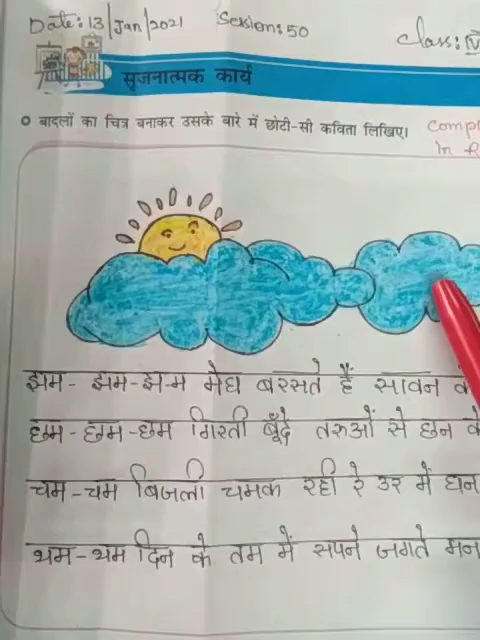 Date: 13/Jan/2021 Session: 50
Class: IV
सृजनात्मक कार्य
बादलों का चित्र बनाकर उसके बारे में छोटी-सी कविता लिखिए।
In
झम- झम-झम मेघ बरसते हैं सावन के
छम-छम-छम गिरती बूँदे तरुओं से छन के
चम-चम बिजली चमक रही रे उर में घन
थम-थम दिन के तम में सपने जगते मन